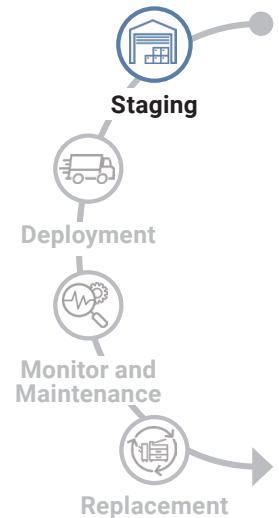 Staging
Deployment
Monitor and
Maintenance
Replacement